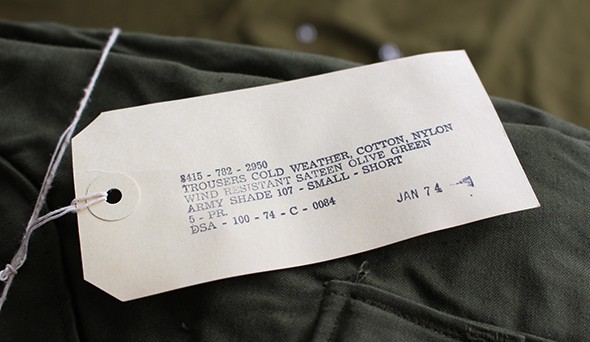 8415 - 782 - 2950
TROUSERS COLD WEATHER, COTTON, NYLON
WIND RESISTANT SATEEN OLIVE GREEN
ARMY SHADE 107 - SMALL - SHORT
5 - PR.
DSA - 100 - 74 - C - 0084
JAN 74